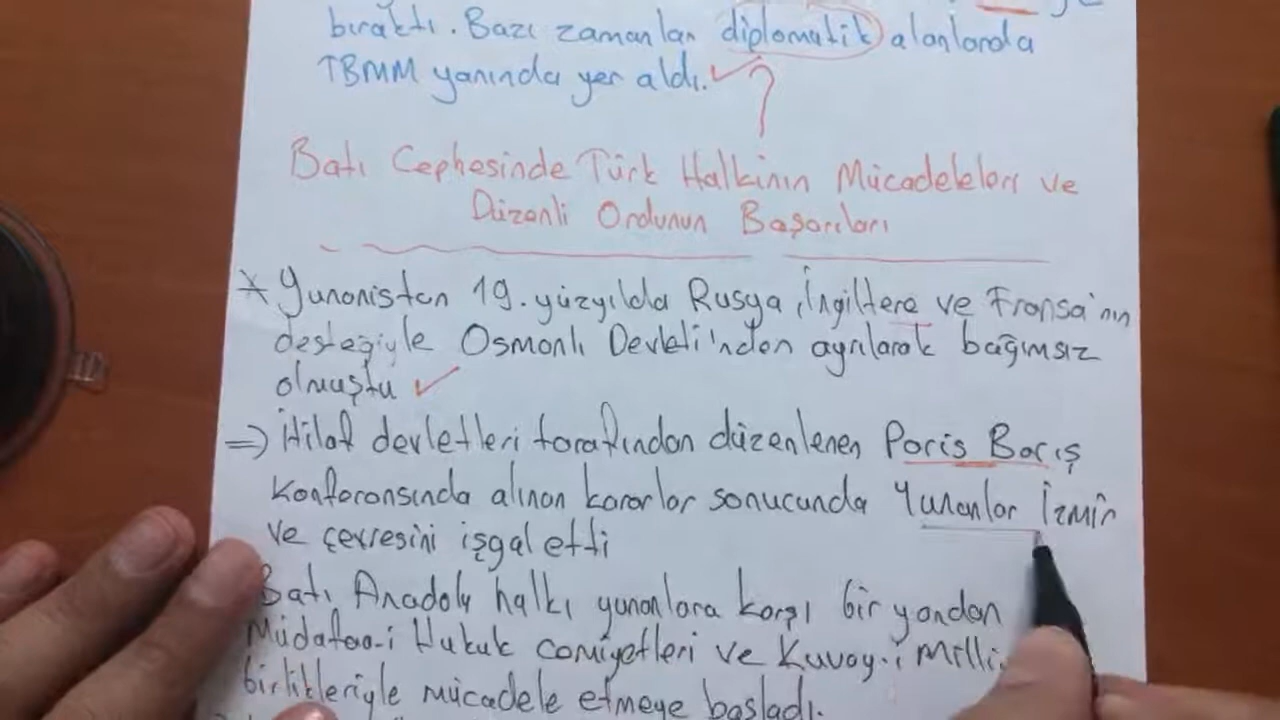 bıraktı. Bazı zamanlar diplomatik alanlarda
TBMM yanında yer aldı.
Batı Cephesinde Türk Halkının Mücadeleleri ve
Düzenli Ordunun Başarıları
* Yunanistan 19. yüzyılda Rusya, İngiltere ve Fransa'nın
desteğiyle Osmanlı Devleti'nden ayrılarak bağımsız
olmuştu
⇒ İtilaf devletleri tarafından düzenlenen Paris Barış
Konferansında alınan kararlar sonucunda Yunanlar İzmir
ve çevresini işgal etti
Batı Anadolu halkı yunanlara karşı bir yandan
Müdafaa-i Hukuk cemiyetleri ve Kuvay-i Milli
birlikleriyle mücadele etmeye başladı.